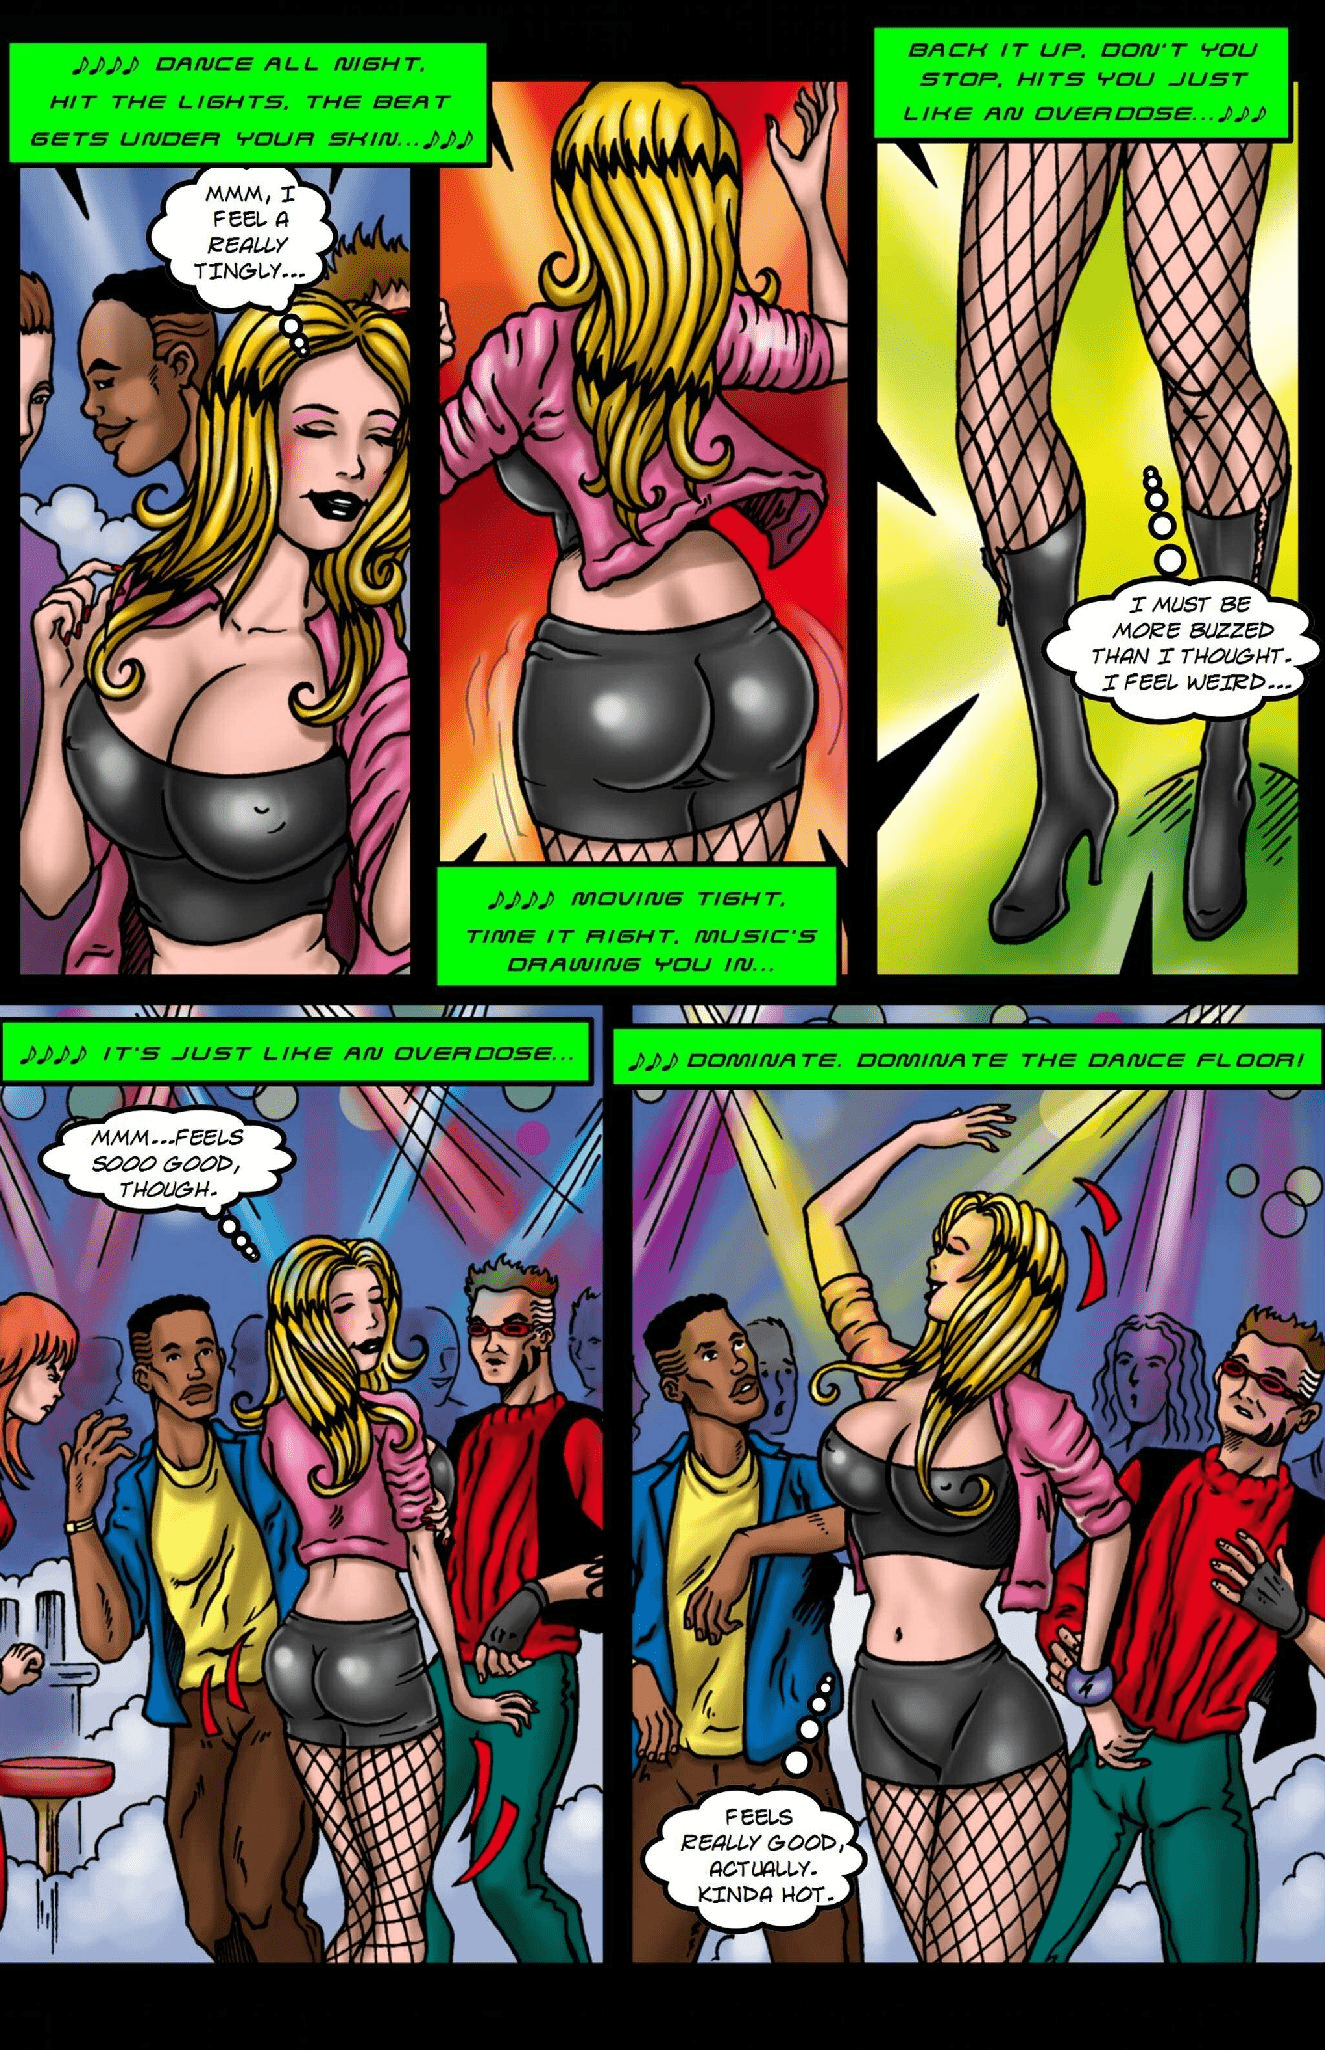 ♪♪♪♪ DANCE ALL NIGHT,
HIT THE LIGHTS, THE BEAT
GETS UNDER YOUR SKIN...♪♪♪
MMM, I
FEEL A
REALLY
TINGLY...
♪♪♪♪ MOVING TIGHT,
TIME IT RIGHT, MUSIC'S
DRAWING YOU IN...
BACK IT UP, DON'T YOU
STOP, HITS YOU JUST
LIKE AN OVERDOSE...♪♪♪
I MUST BE
MORE BUZZED
THAN I THOUGHT.
I FEEL WEIRD...
♪♪♪♪ IT'S JUST LIKE AN OVERDOSE...
MMM...FEELS
SOOO GOOD,
THOUGH.
♪♪♪ DOMINATE, DOMINATE THE DANCE FLOOR!
FEELS
REALLY GOOD,
ACTUALLY.
KINDA HOT.